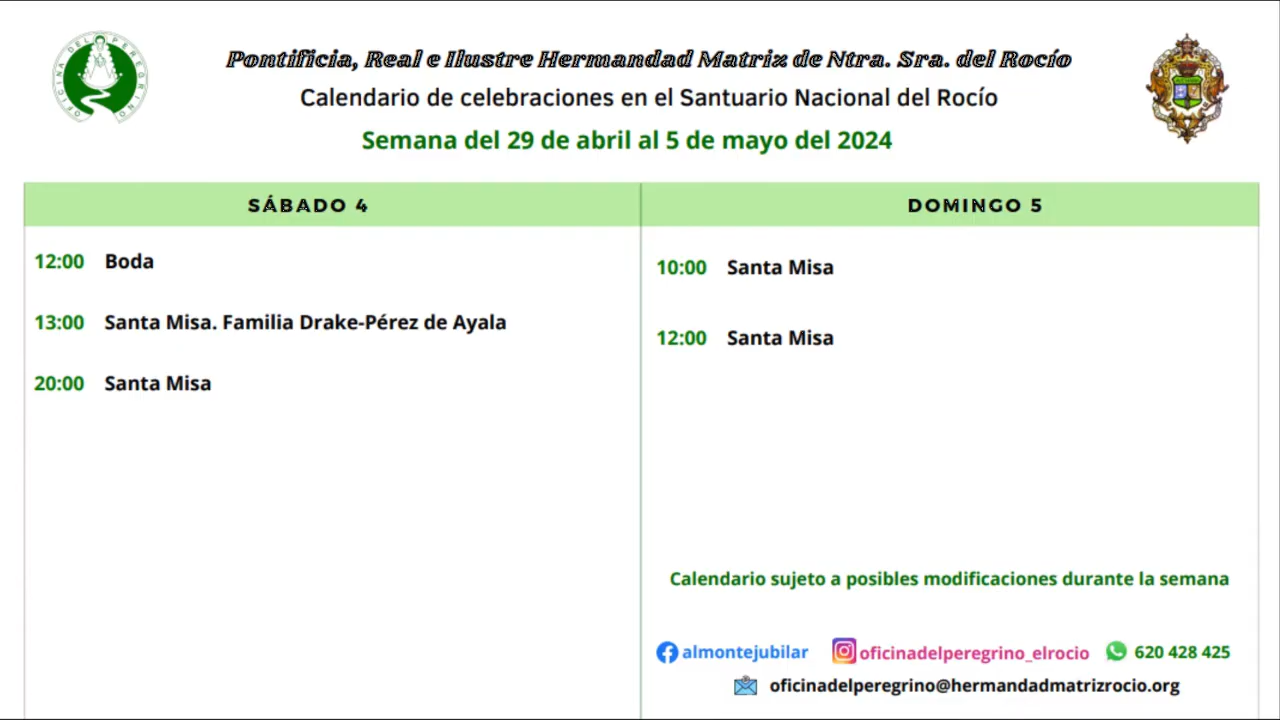 OFICINA DEL PEREGRINO
Pontificia, Real e Ilustre Hermandad Matriz de Ntra. Sra. del Rocío
Calendario de celebraciones en el Santuario Nacional del Rocío
Semana del 29 de abril al 5 de mayo del 2024
SÁBADO 4
12:00 Boda
13:00 Santa Misa. Familia Drake-Pérez de Ayala
20:00 Santa Misa
DOMINGO 5
10:00 Santa Misa
12:00 Santa Misa
Calendario sujeto a posibles modificaciones durante la semana
almontejubilar oficinadelperegrino_elrocio 620 428 425
oficinadelperegrino@hermandadmatrizrocio.org